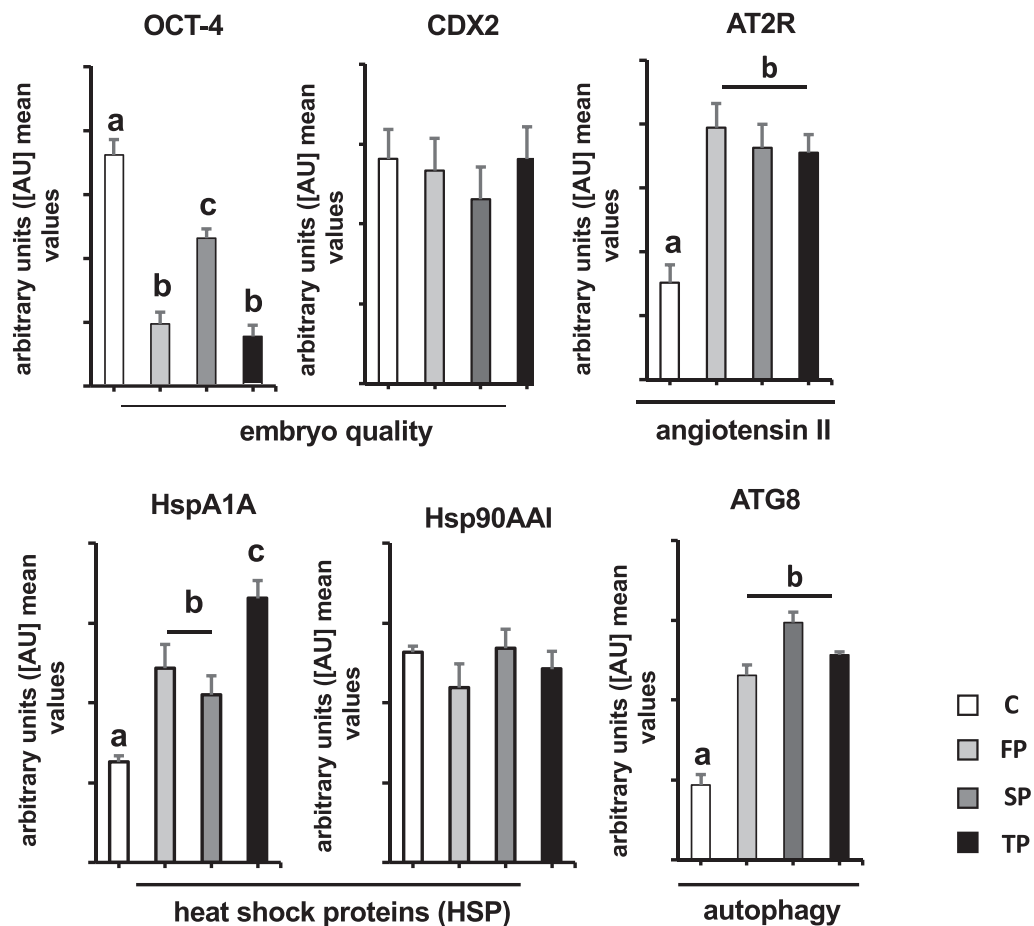 OCT-4
CDX2
AT2R
arbitrary units ([AU] mean
values
a
b
c
b
arbitrary units ([AU] mean
values
arbitrary units ([AU] mean
values
a
b
embryo quality
angiotensin II
HspA1A
Hsp90AAI
ATG8
arbitrary units ([AU] mean
values
a
b
c
arbitrary units ([AU] mean
values
arbitrary units ([AU] mean
values
a
b
C
FP
SP
TP
heat shock proteins (HSP)
autophagy